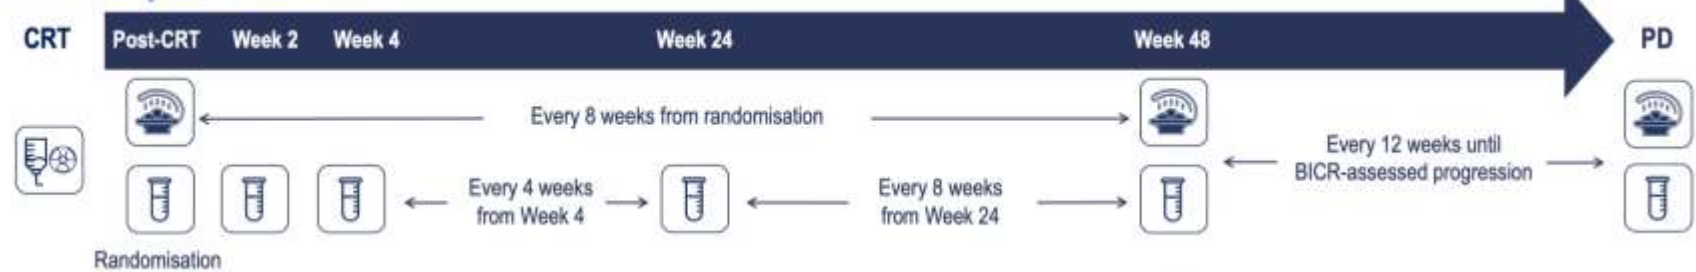 CRT
Post-CRT
Week 2
Week 4
Week 24
Week 48
PD
Every 8 weeks from randomisation
Every 12 weeks until
BICR-assessed progression
Every 4 weeks
from Week 4
Every 8 weeks
from Week 24
Randomisation